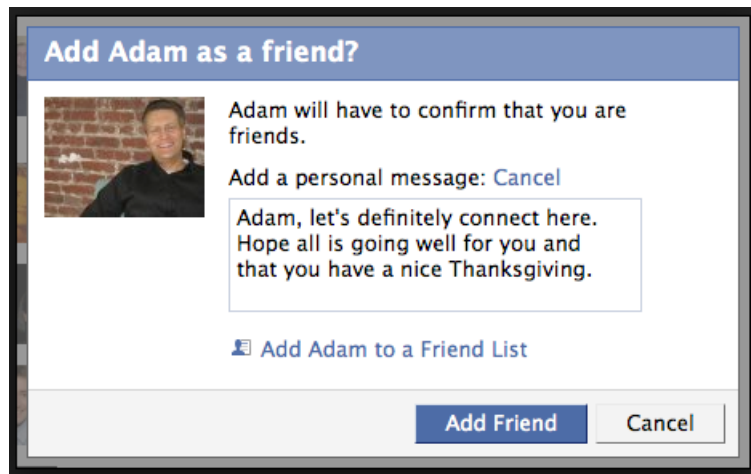 Add Adam as a friend?
Adam will have to confirm that you are
friends.
Add a personal message: Cancel
Adam, let's definitely connect here.
Hope all is going well for you and
that you have a nice Thanksgiving.
Add Adam to a Friend List
Add Friend Cancel